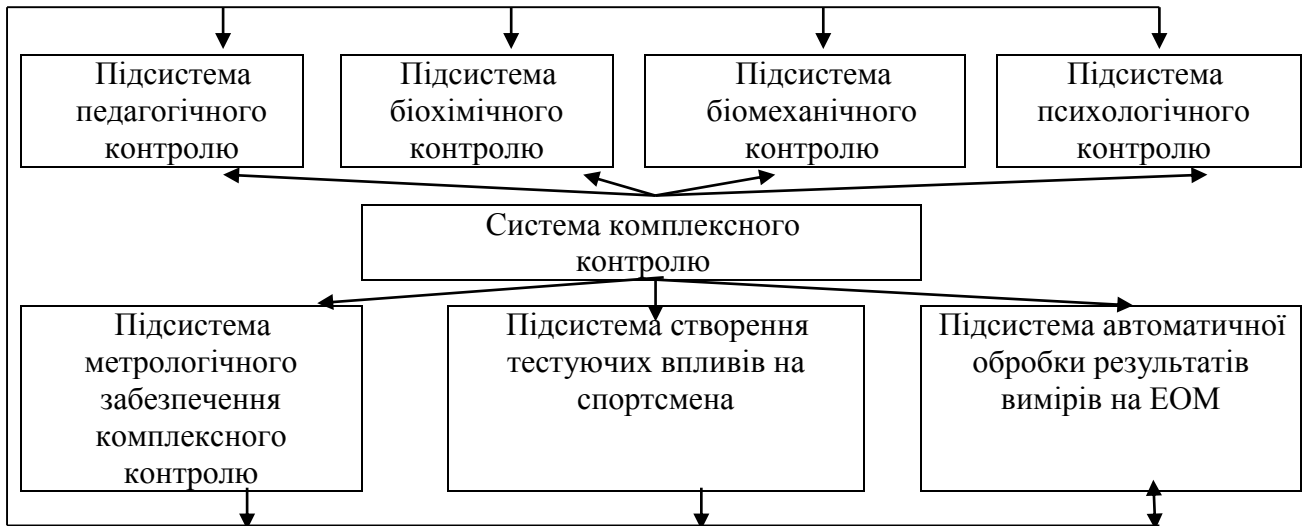 Підсистема
педагогічного
контролю
Підсистема
біохімічного
контролю
Підсистема
біомеханічного
контролю
Підсистема
психологічного
контролю
Система комплексного
контролю
Підсистема
метрологічного
забезпечення
комплексного
контролю
Підсистема створення
тестуючих впливів на
спортсмена
Підсистема автоматичної
обробки результатів
вимірів на ЕОМ